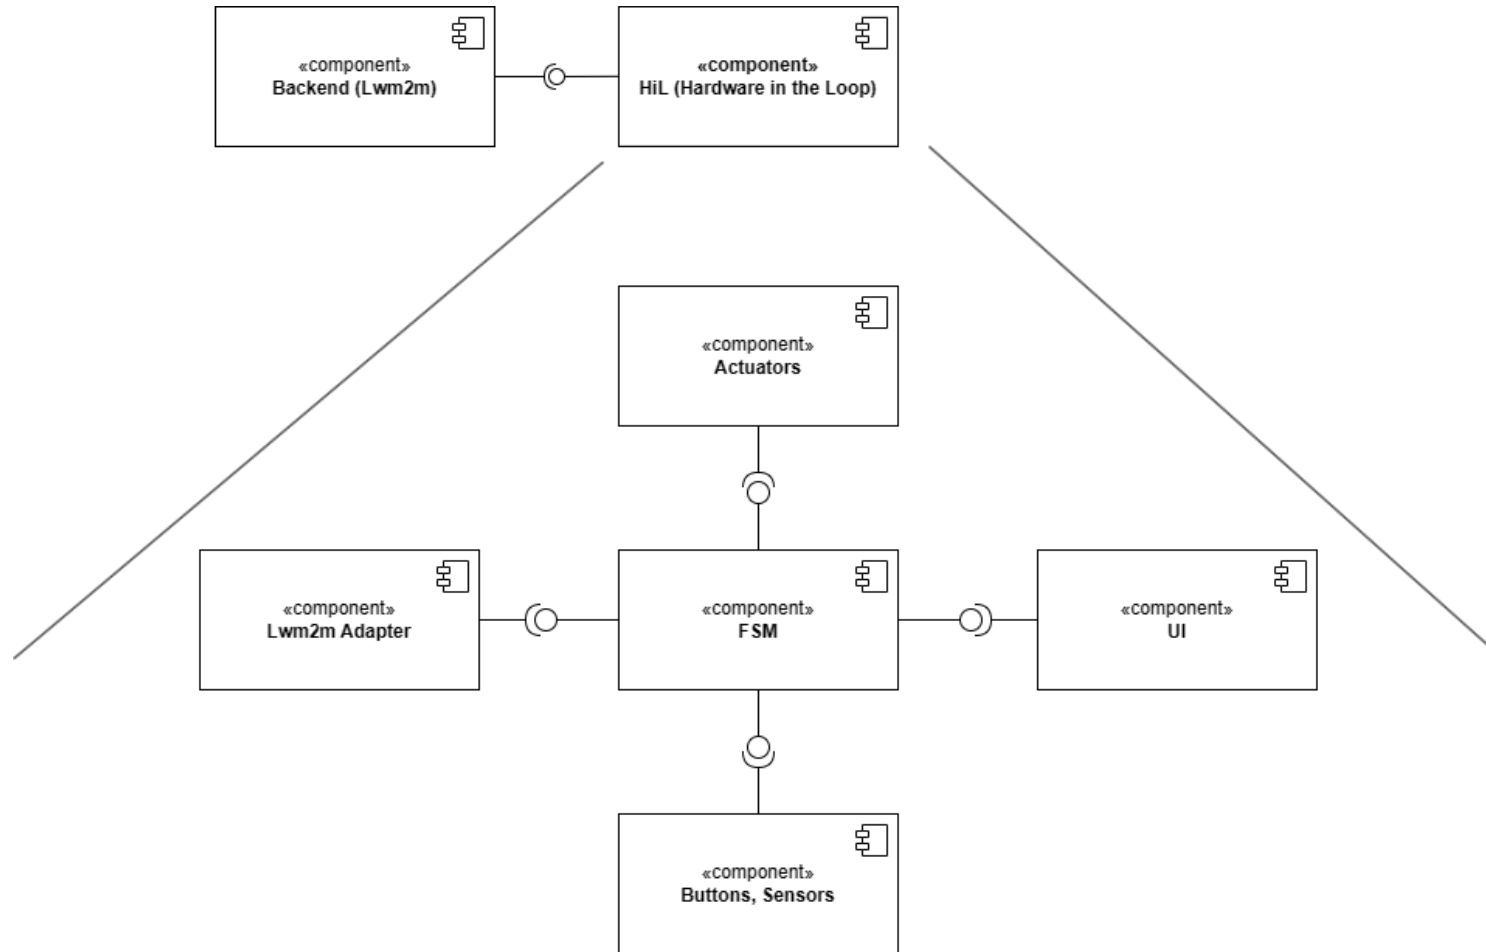 «component»
Backend (Lwm2m)
«component»
HiL (Hardware in the Loop)
«component»
Actuators
«component»
Lwm2m Adapter
«component»
FSM
«component»
UI
«component»
Buttons, Sensors